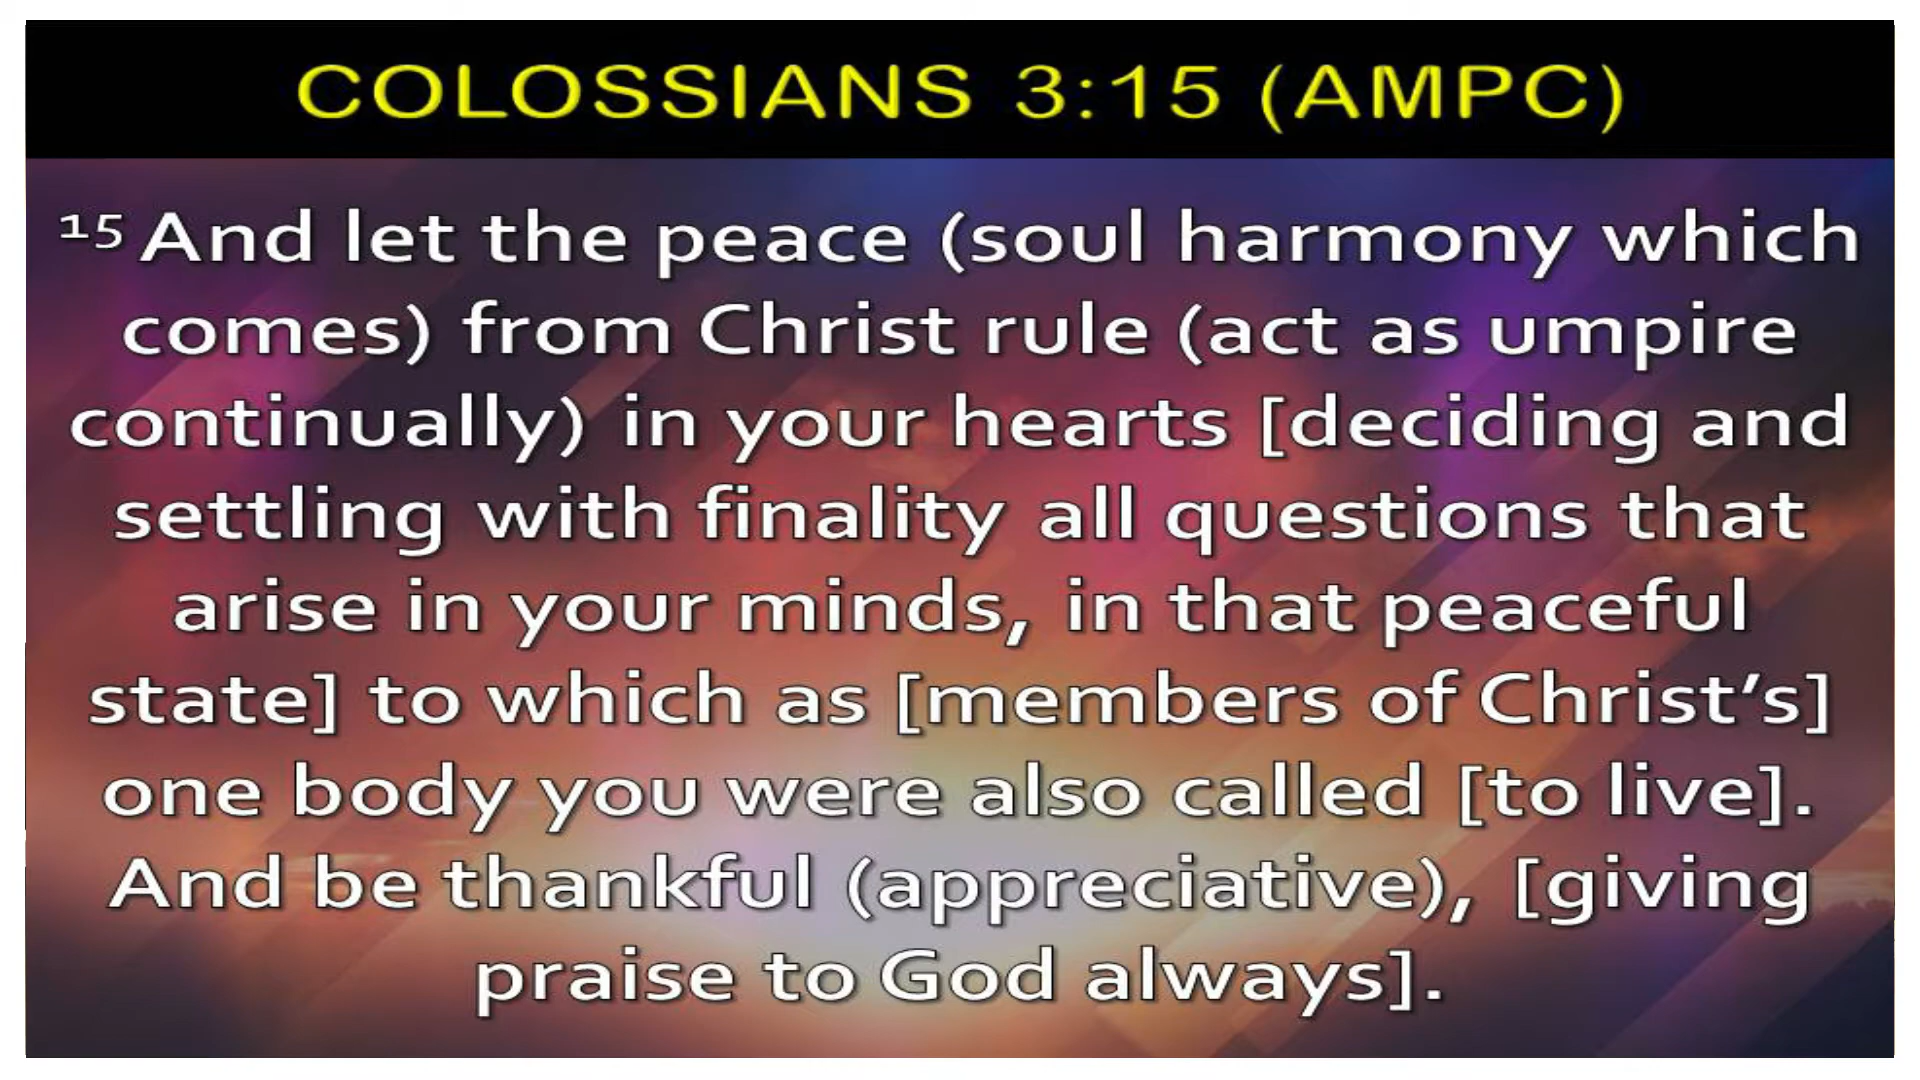 COLOSSIANS 3:15 (AMPC)
15 And let the peace (soul harmony which
comes) from Christ rule (act as umpire
continually) in your hearts [deciding and
settling with finality all questions that
arise in your minds, in that peaceful
state] to which as [members of Christ’s]
one body you were also called [to live].
And be thankful (appreciative), [giving
praise to God always].